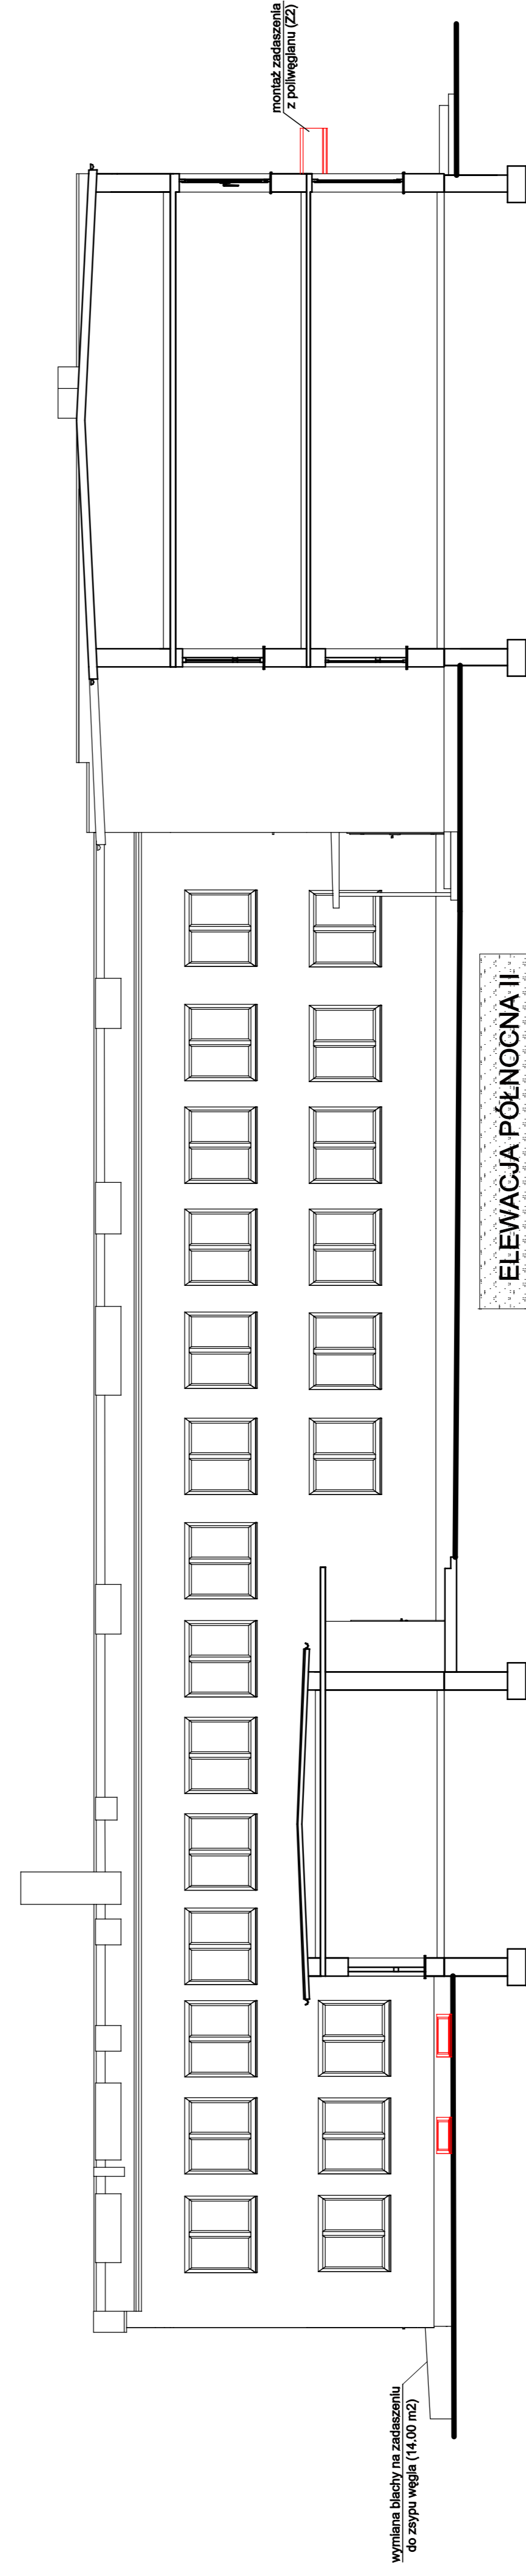 montaż zadaszenia
z poliwęglanu (Z2)
ELEWACJA PÓŁNOCNA II
wymiana blachy na zadaszeniu
do zsypu węgla (14.00 m2)